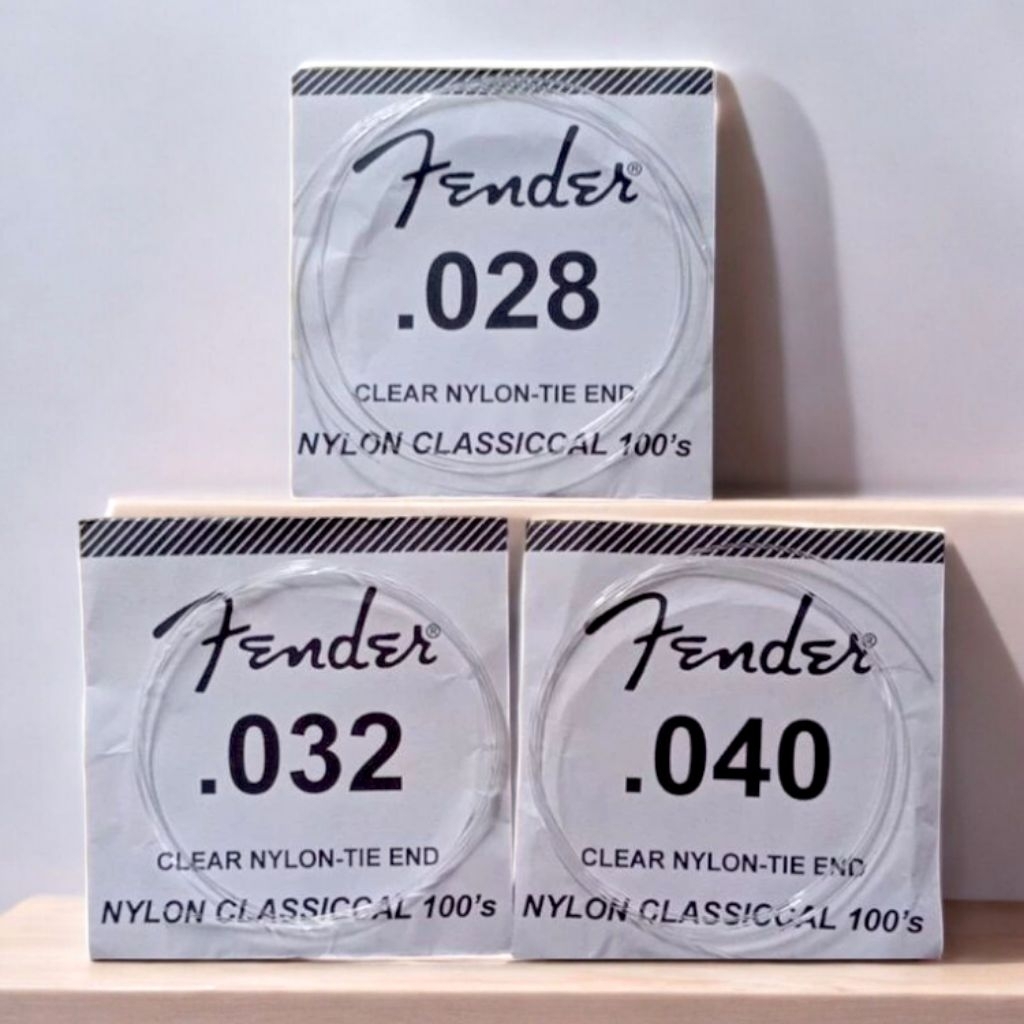 Fender®
.028
CLEAR NYLON-TIE END
NYLON CLASSICCAL 100's
Fender®
.032
CLEAR NYLON-TIE END
NYLON CLASSICCAL 100's
Fender®
.040
CLEAR NYLON-TIE END
NYLON CLASSICCAL 100's